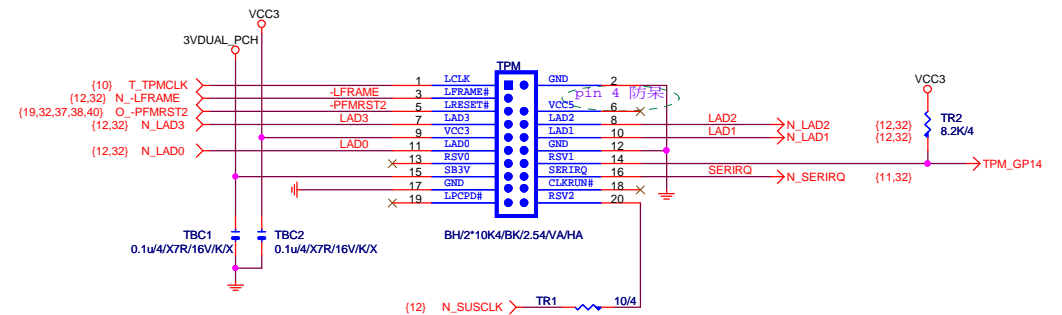 VCC3
3VDUAL_PCH
TPM
VCC3
{10} T_TPMCLK 1 LCLK GND 2
{12,32} N_-LFRAME -LFRAME 3 LFRAME# pin 4 防呆
{19,32,37,38,40} O_-PFMRST2 -PFMRST2 5 LRESET# VCC5 6
{12,32} N_LAD3 LAD3 7 LAD3 LAD2 8 LAD2 N_LAD2 {12,32}
9 VCC3 LAD1 10 LAD1 N_LAD1 {12,32}
TR2
8.2K/4
{12,32} N_LAD0 LAD0 11 LAD0 GND 12
13 RSV0 RSV1 14 TPM_GP14
15 SB3V SERIRQ 16 SERIRQ N_SERIRQ {11,32}
17 GND CLKRUN# 18
19 LPCPD# RSV2 20
TBC1
0.1u/4/X7R/16V/K/X
TBC2
0.1u/4/X7R/16V/K/X
BH/2*10K4/BK/2.54/VA/HA
{12} N_SUSCLK TR1 10/4